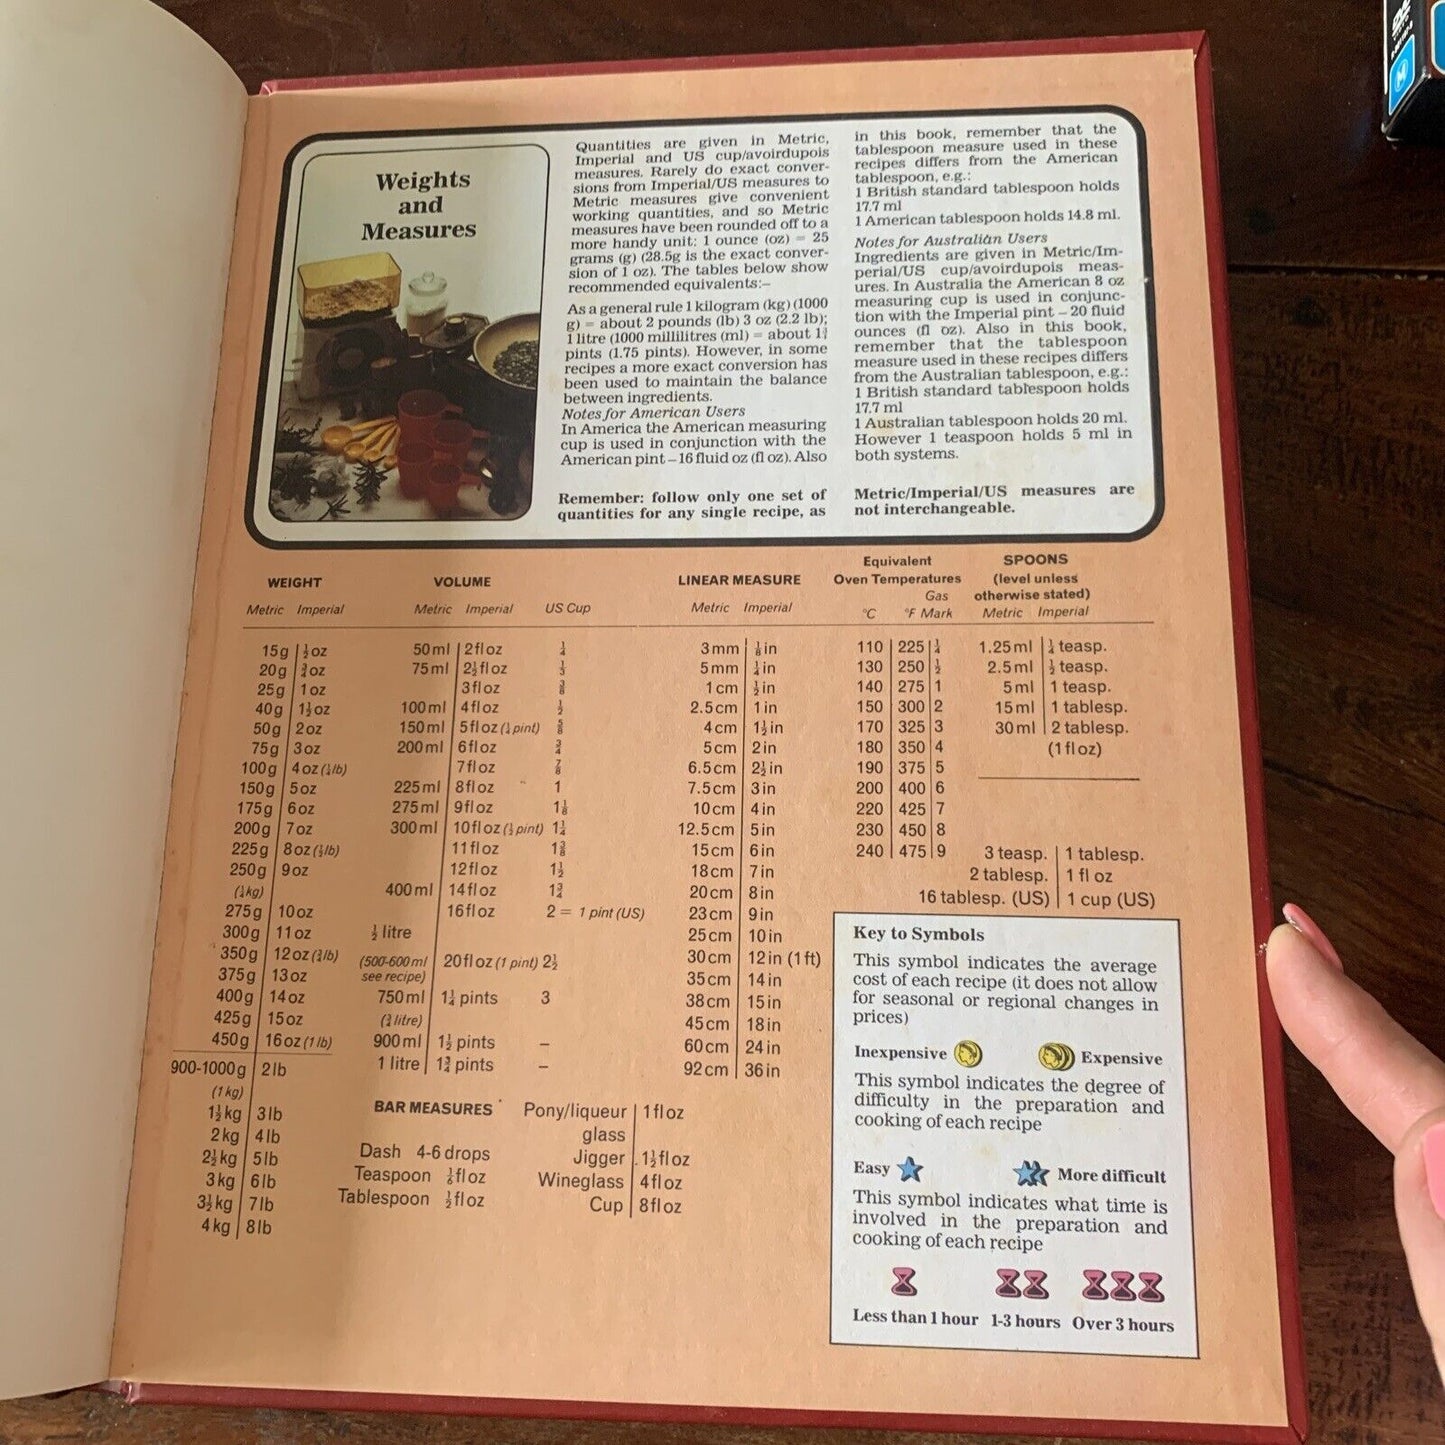 Weights
and
Measures
Quantities are given in Metric,
Imperial and US cup/avoirdupois
measures. Rarely do exact conver-
sions from Imperial/US measures to
Metric measures give convenient
working quantities, and so Metric
measures have been rounded off to a
more handy unit: 1 ounce (oz) = 25
grams (g) (28.5g is the exact conver-
sion of 1 oz). The tables below show
recommended equivalents:–
As a general rule 1 kilogram (kg) (1000
g) = about 2 pounds (lb) 3 oz (2.2 lb);
1 litre (1000 millilitres (ml) = about 1¾
pints (1.75 pints). However, in some
recipes a more exact conversion has
been used to maintain the balance
between ingredients.
Notes for American Users
In America the American measuring
cup is used in conjunction with the
American pint – 16 fluid oz (fl oz). Also
in this book, remember that the
tablespoon measure used in these
recipes differs from the American
tablespoon, e.g.:
1 British standard tablespoon holds
17.7 ml
1 American tablespoon holds 14.8 ml.
Notes for Australian Users
Ingredients are given in Metric/Im-
perial/US cup/avoirdupois meas-
ures. In Australia the American 8 oz
measuring cup is used in conjunc-
tion with the Imperial pint – 20 fluid
ounces (fl oz). Also in this book,
remember that the tablespoon
measure used in these recipes differs
from the Australian tablespoon, e.g.:
1 British standard tablespoon holds
17.7 ml
1 Australian tablespoon holds 20 ml.
However 1 teaspoon holds 5 ml in
both systems.
Remember: follow only one set of
quantities for any single recipe, as
Metric/Imperial/US measures are
not interchangeable.
WEIGHT
Metric Imperial
15g ½oz
20g ¾oz
25g 1oz
40g 1½oz
50g 2oz
75g 3oz
100g 4oz (¼lb)
150g 5oz
175g 6oz
200g 7oz
225g 8oz (½lb)
250g 9oz
(¼kg)
275g 10oz
300g 11oz
350g 12oz (¾lb)
375g 13oz
400g 14oz
425g 15oz
450g 16oz (1lb)
900-1000g 2lb
(1kg)
1½kg 3lb
2kg 4lb
2½kg 5lb
3kg 6lb
3½kg 7lb
4kg 8lb
VOLUME
Metric Imperial US Cup
50ml 2floz ¼
75ml 2½floz ⅓
3floz ⅜
100ml 4floz ½
150ml 5floz (¼pint) ⅝
200ml 6floz ¾
7floz ⅞
225ml 8floz 1
275ml 9floz 1⅛
300ml 10floz (½pint) 1¼
11floz 1⅜
12floz 1½
400ml 14floz 1¾
16floz 2 = 1 pint (US)
½ litre
(500-600ml 20floz (1 pint) 2½
see recipe)
750ml 1¼ pints 3
(¾litre)
900ml 1½ pints –
1 litre 1¾ pints –
BAR MEASURES
Dash 4-6 drops
Teaspoon ⅙floz
Tablespoon ½floz
Pony/liqueur 1floz
glass
Jigger 1½floz
Wineglass 4floz
Cup 8floz
LINEAR MEASURE
Metric Imperial
3mm ⅛in
5mm ¼in
1cm ½in
2.5cm 1in
4cm 1½in
5cm 2in
6.5cm 2½in
7.5cm 3in
10cm 4in
12.5cm 5in
15cm 6in
18cm 7in
20cm 8in
23cm 9in
25cm 10in
30cm 12in (1ft)
35cm 14in
38cm 15in
45cm 18in
60cm 24in
92cm 36in
Equivalent
Oven Temperatures
Gas
°C °F Mark
110 225 ¼
130 250 ½
140 275 1
150 300 2
170 325 3
180 350 4
190 375 5
200 400 6
220 425 7
230 450 8
240 475 9
SPOONS
(level unless
otherwise stated)
Metric Imperial
1.25ml ¼ teasp.
2.5ml ½ teasp.
5ml 1 teasp.
15ml 1 tablesp.
30ml 2 tablesp.
(1floz)
3 teasp. 1 tablesp.
2 tablesp. 1 fl oz
16 tablesp. (US) 1 cup (US)
Key to Symbols
This symbol indicates the average
cost of each recipe (it does not allow
for seasonal or regional changes in
prices)
Inexpensive Expensive
This symbol indicates the degree of
difficulty in the preparation and
cooking of each recipe
Easy More difficult
This symbol indicates what time is
involved in the preparation and
cooking of each recipe
Less than 1 hour 1-3 hours Over 3 hours
M